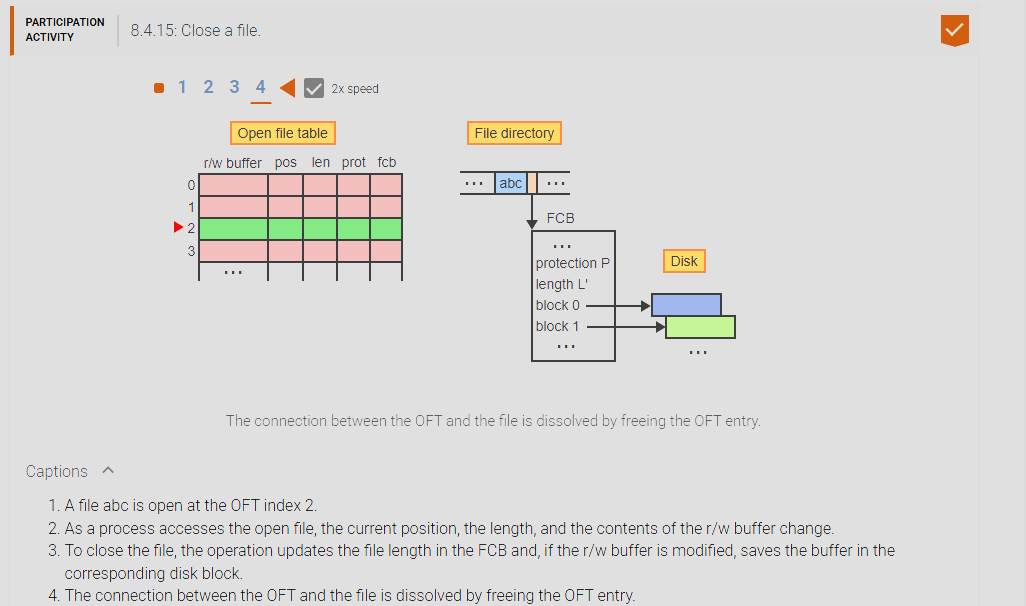 PARTICIPATION
ACTIVITY
8.4.15: Close a file.
1 2 3 4 2x speed
Open file table
File directory
r/w buffer pos len prot fcb
0
1
2
3
...
... abc ...
FCB
...
protection P
length L'
block 0
block 1
...
Disk
...
The connection between the OFT and the file is dissolved by freeing the OFT entry.
Captions
1. A file abc is open at the OFT index 2.
2. As a process accesses the open file, the current position, the length, and the contents of the r/w buffer change.
3. To close the file, the operation updates the file length in the FCB and, if the r/w buffer is modified, saves the buffer in the
corresponding disk block.
4. The connection between the OFT and the file is dissolved by freeing the OFT entry.